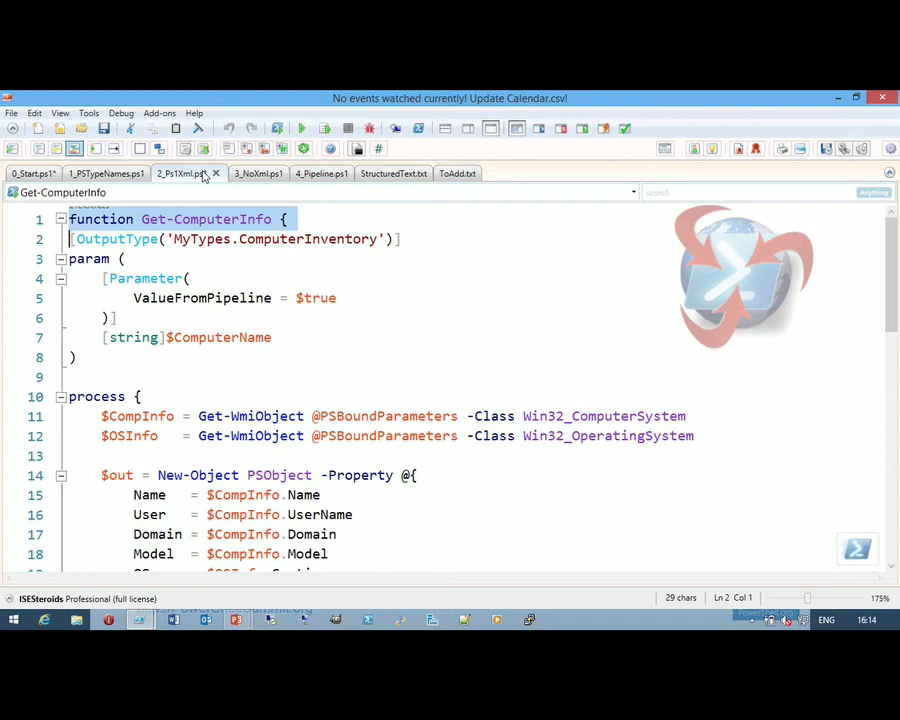 No events watched currently! Update Calendar.csv!
File Edit View Tools Debug Add-ons Help
0_Start.ps1* 1_PSTypeNames.ps1 2_Ps1Xml.ps1 3_NoXml.ps1 4_Pipeline.ps1 StructuredText.txt ToAdd.txt
Get-ComputerInfo search Anything
1 function Get-ComputerInfo {
2 [OutputType('MyTypes.ComputerInventory')]
3 param (
4 [Parameter(
5 ValueFromPipeline = $true
6 )]
7 [string]$ComputerName
8 )
9
10 process {
11 $CompInfo = Get-WmiObject @PSBoundParameters -Class Win32_ComputerSystem
12 $OSInfo = Get-WmiObject @PSBoundParameters -Class Win32_OperatingSystem
13
14 $out = New-Object PSObject -Property @{
15 Name = $CompInfo.Name
16 User = $CompInfo.UserName
17 Domain = $CompInfo.Domain
18 Model = $CompInfo.Model
ISESteroids Professional (full license) 29 chars Ln 2 Col 1 175%
ENG 16:14